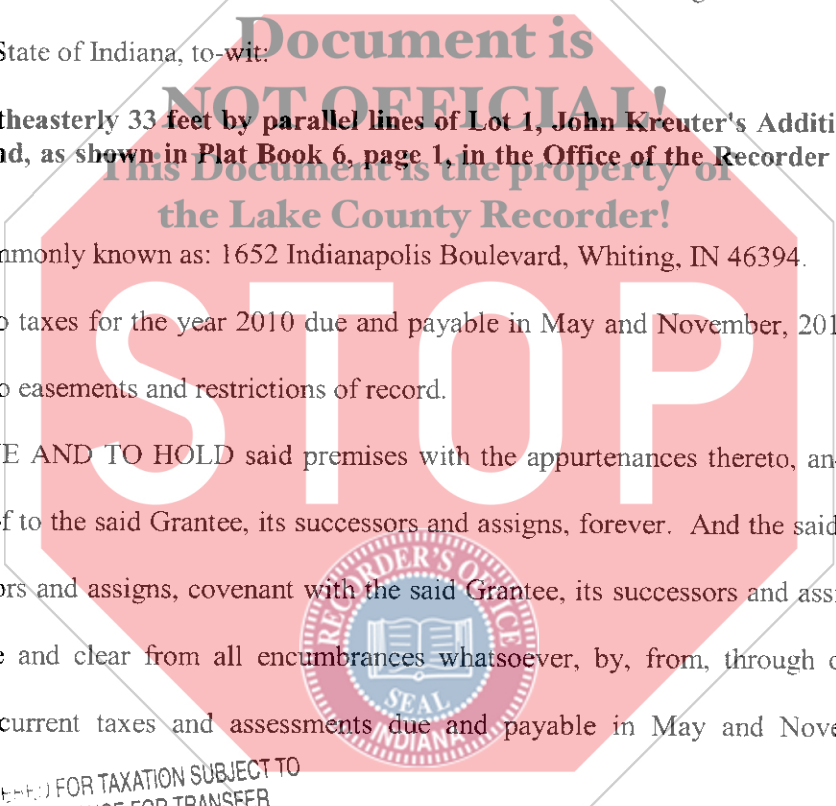 State of Indiana, to-wit:
Document is
NOT OFFICIAL!
theasterly 33 feet by parallel lines of Lot 1, John Kreuter's Additi
nd, as shown in Plat Book 6, page 1, in the Office of the Recorder
This Document is the property of
the Lake County Recorder!
mmonly known as: 1652 Indianapolis Boulevard, Whiting, IN 46394.
o taxes for the year 2010 due and payable in May and November, 201
STOP
o easements and restrictions of record.
E AND TO HOLD said premises with the appurtenances thereto, an
f to the said Grantee, its successors and assigns, forever. And the said
ors and assigns, covenant with the said Grantee, its successors and assi
RECORDER'S OFFICE
SEAL
INDIANA
e and clear from all encumbrances whatsoever, by, from, through o
current taxes and assessments due and payable in May and Nove
FOR TAXATION SUBJECT TO
FOR TRANSFER